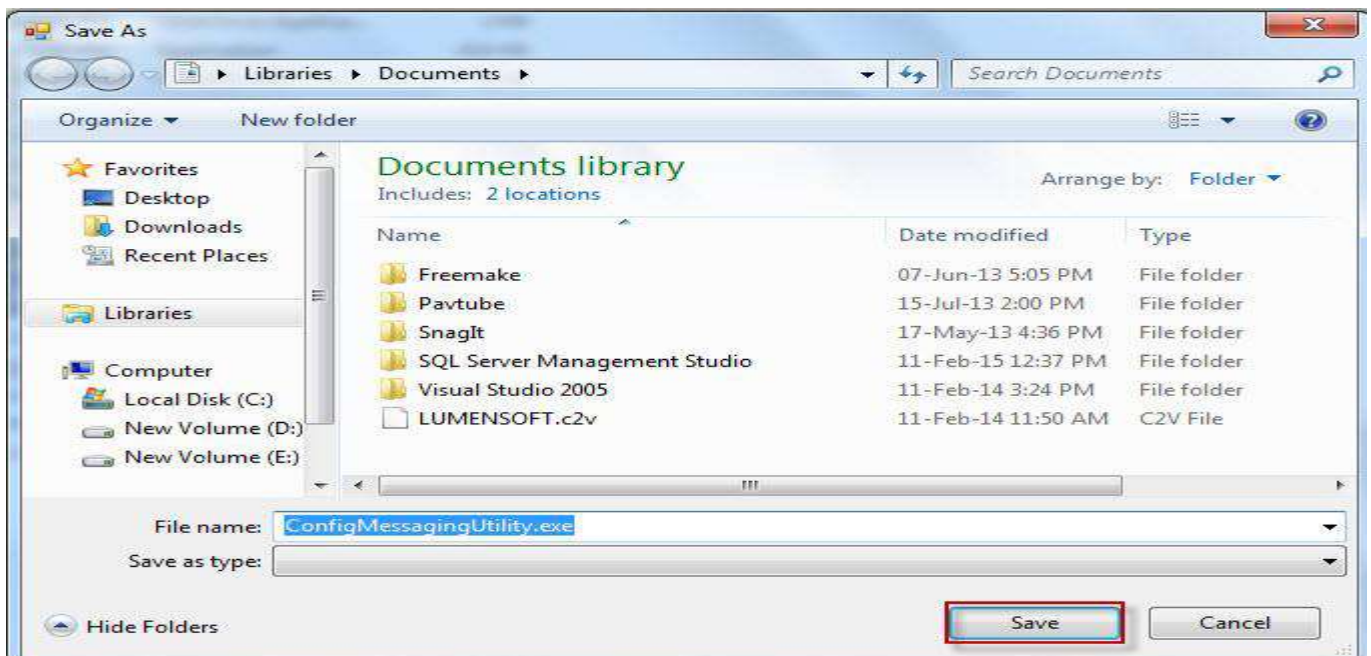 Save As
Libraries Documents
Search Documents
Organize New folder
Favorites
Desktop
Downloads
Recent Places
Libraries
Computer
Local Disk (C:)
New Volume (D:)
New Volume (E:)
Documents library
Includes: 2 locations
Arrange by: Folder
Name Date modified Type
Freemake 07-Jun-13 5:05 PM File folder
Pavtube 15-Jul-13 2:00 PM File folder
SnagIt 17-May-13 4:36 PM File folder
SQL Server Management Studio 11-Feb-15 12:37 PM File folder
Visual Studio 2005 11-Feb-14 3:24 PM File folder
LUMENSOFT.c2v 11-Feb-14 11:50 AM C2V File
File name: ConfigMessagingUtility.exe
Save as type:
Hide Folders
Save Cancel